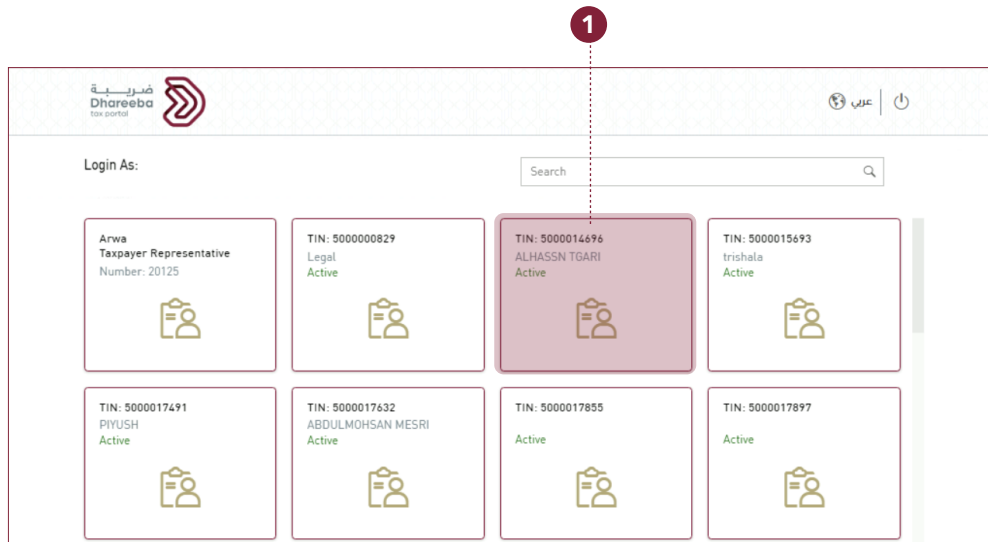 1
ضريـــبـــة
Dhareeba
tax portal
عربي
Login As:
Search
Arwa
Taxpayer Representative
Number: 20125
TIN: 5000000829
Legal
Active
TIN: 5000014696
ALHASSN TGARI
Active
TIN: 5000015693
trishala
Active
TIN: 5000017491
PIYUSH
Active
TIN: 5000017632
ABDULMOHSAN MESRI
Active
TIN: 5000017855
Active
TIN: 5000017897
Active